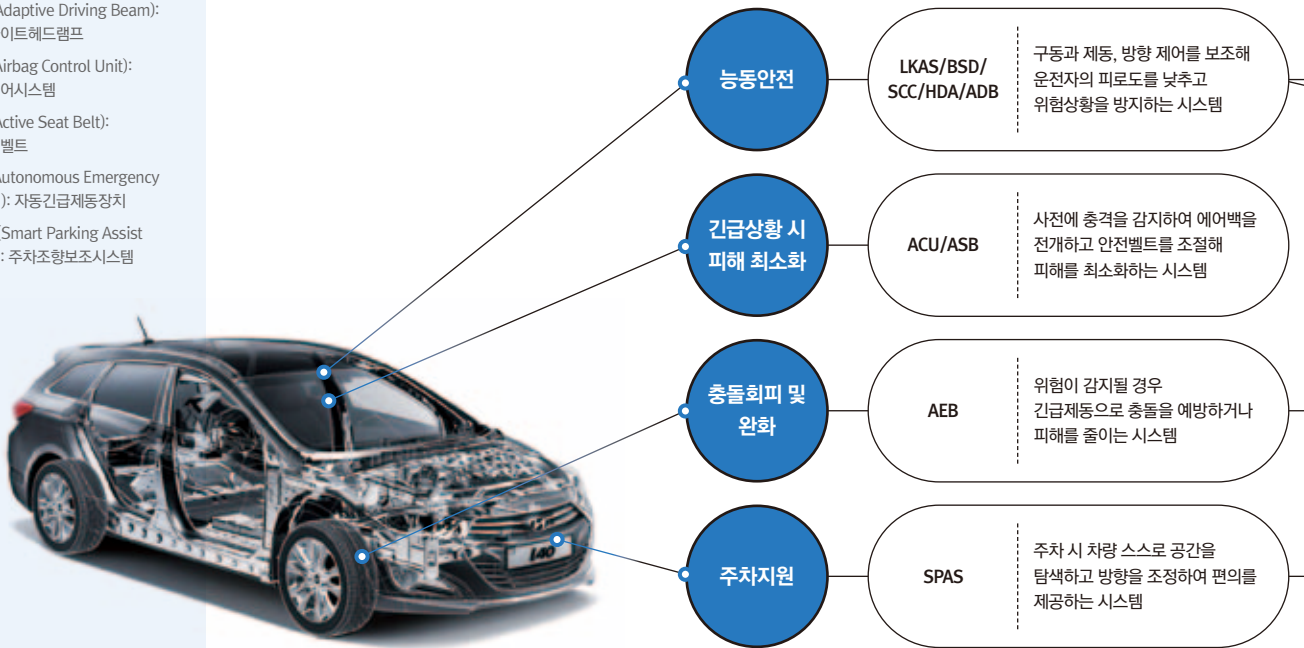 Adaptive Driving Beam):
이트헤드램프
Airbag Control Unit):
어시스템
Active Seat Belt):
벨트
Autonomous Emergency
): 자동긴급제동장치
(Smart Parking Assist
: 주차조향보조시스템
능동안전
LKAS/BSD/
SCC/HDA/ADB
구동과 제동, 방향 제어를 보조해
운전자의 피로도를 낮추고
위험상황을 방지하는 시스템
긴급상황 시
피해 최소화
ACU/ASB
사전에 충격을 감지하여 에어백을
전개하고 안전벨트를 조절해
피해를 최소화하는 시스템
충돌회피 및
완화
AEB
위험이 감지될 경우
긴급제동으로 충돌을 예방하거나
피해를 줄이는 시스템
주차지원
SPAS
주차 시 차량 스스로 공간을
탐색하고 방향을 조정하여 편의를
제공하는 시스템
i40